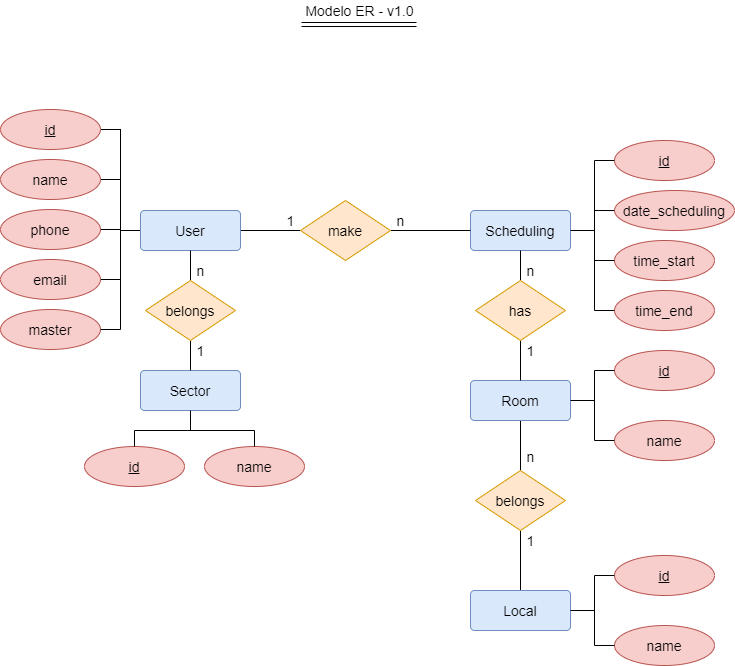 Modelo ER - v1.0
id
name
phone
email
master
User
1
make
n
Scheduling
id
date_scheduling
time_start
time_end
n
belongs
1
Sector
id
name
n
has
1
Room
id
name
n
belongs
1
Local
id
name